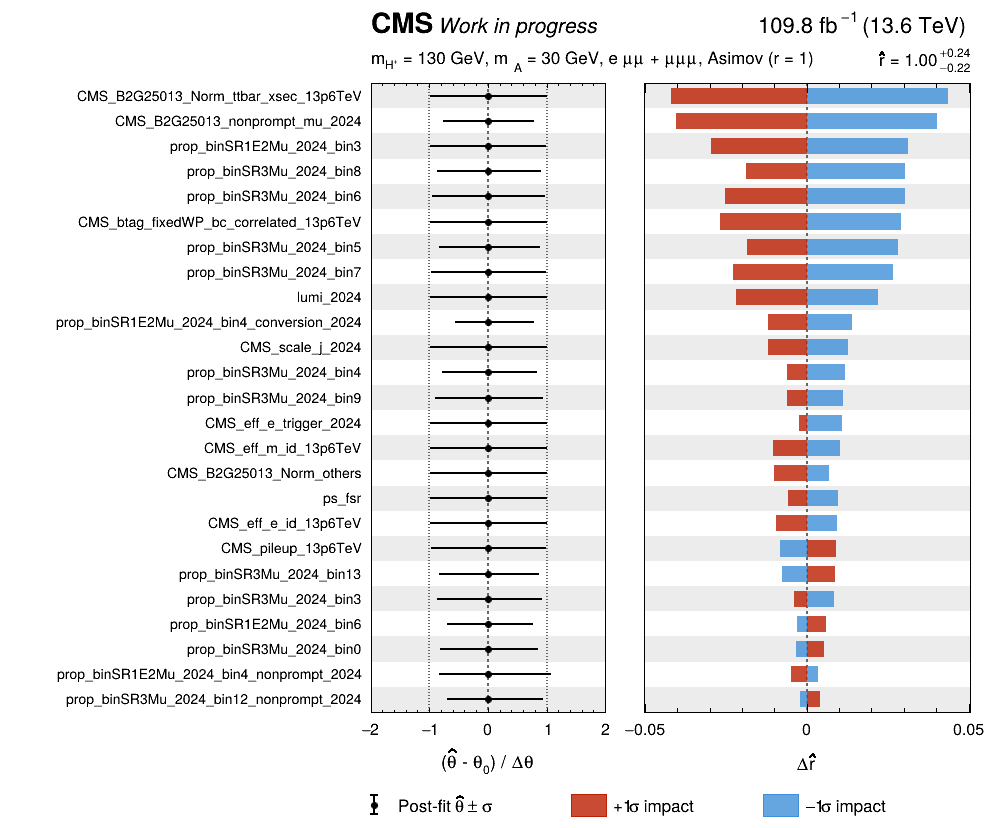 CMS Work in progress 109.8 fb⁻¹ (13.6 TeV)
m_H⁺ = 130 GeV, m_A = 30 GeV, e μμ + μμμ, Asimov (r = 1) r̂ = 1.00 +0.24 −0.22
CMS_B2G25013_Norm_ttbar_xsec_13p6TeV
CMS_B2G25013_nonprompt_mu_2024
prop_binSR1E2Mu_2024_bin3
prop_binSR3Mu_2024_bin8
prop_binSR3Mu_2024_bin6
CMS_btag_fixedWP_bc_correlated_13p6TeV
prop_binSR3Mu_2024_bin5
prop_binSR3Mu_2024_bin7
lumi_2024
prop_binSR1E2Mu_2024_bin4_conversion_2024
CMS_scale_j_2024
prop_binSR3Mu_2024_bin4
prop_binSR3Mu_2024_bin9
CMS_eff_e_trigger_2024
CMS_eff_m_id_13p6TeV
CMS_B2G25013_Norm_others
ps_fsr
CMS_eff_e_id_13p6TeV
CMS_pileup_13p6TeV
prop_binSR3Mu_2024_bin13
prop_binSR3Mu_2024_bin3
prop_binSR1E2Mu_2024_bin6
prop_binSR3Mu_2024_bin0
prop_binSR1E2Mu_2024_bin4_nonprompt_2024
prop_binSR3Mu_2024_bin12_nonprompt_2024
−2 −1 0 1 2 −0.05 0 0.05
(θ̂ - θ₀) / Δθ Δr̂
Post-fit θ̂ ± σ +1σ impact −1σ impact